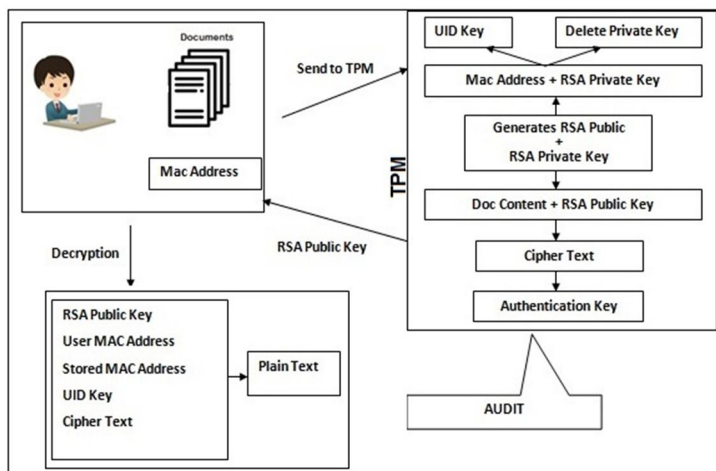 Documents
Mac Address
Send to TPM
TPM
UID Key
Delete Private Key
Mac Address + RSA Private Key
Generates RSA Public
+
RSA Private Key
Doc Content + RSA Public Key
Cipher Text
Authentication Key
RSA Public Key
Decryption
RSA Public Key
User MAC Address
Stored MAC Address
UID Key
Cipher Text
Plain Text
AUDIT